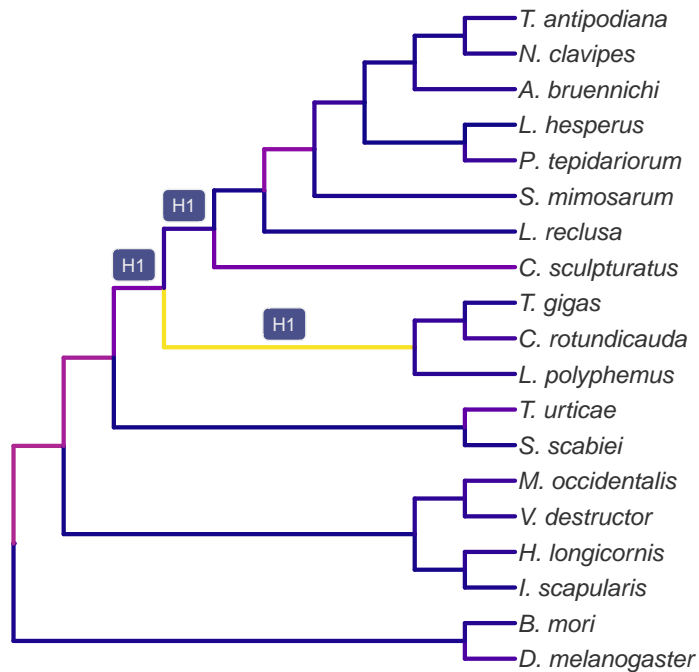 T. antipodiana
N. clavipes
A. bruennichi
L. hesperus
P. tepidariorum
S. mimosarum
H1
L. reclusa
H1
C. sculpturatus
T. gigas
H1
C. rotundicauda
L. polyphemus
T. urticae
S. scabiei
M. occidentalis
V. destructor
H. longicornis
I. scapularis
B. mori
D. melanogaster